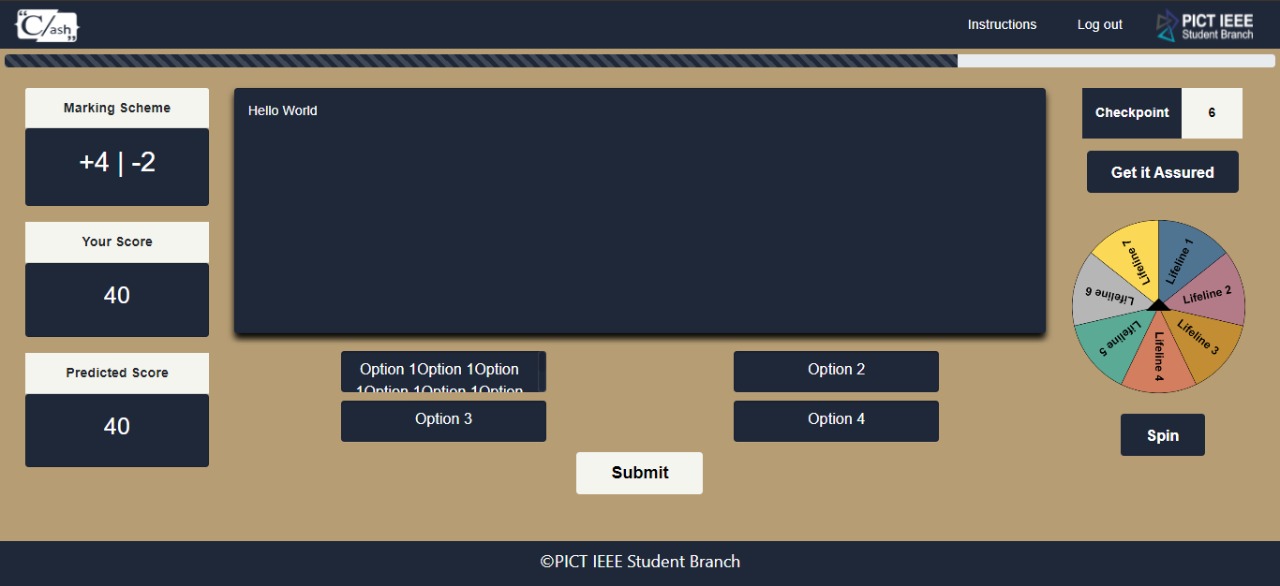 "C/ash"
Instructions
Log out
PICT IEEE
Student Branch
Marking Scheme
+4 | -2
Your Score
40
Predicted Score
40
Hello World
Option 1Option 1Option
1Option 1Option 1Option
Option 2
Option 3
Option 4
Submit
Checkpoint
6
Get it Assured
Lifeline 1
Lifeline 2
Lifeline 3
Lifeline 4
Lifeline 5
Lifeline 6
Lifeline 7
Spin
©PICT IEEE Student Branch